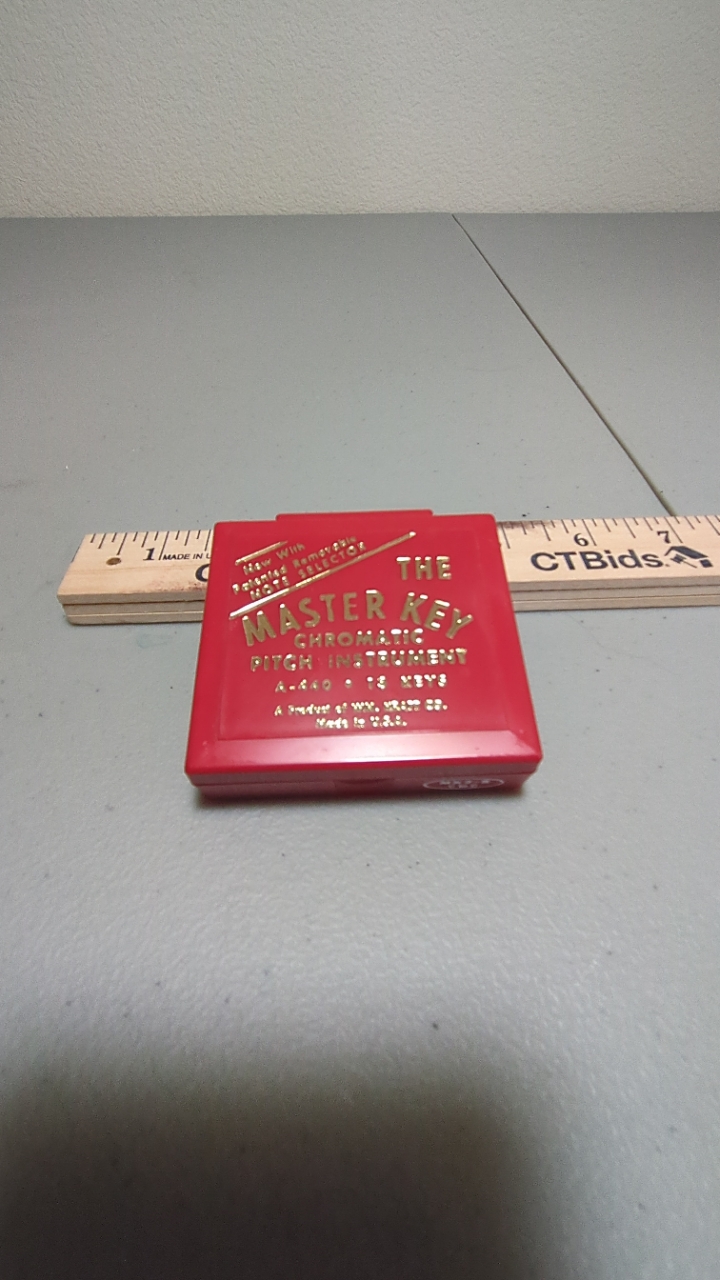 New With
Patented Removable
NOTE SELECTOR
THE
MASTER KEY
CHROMATIC
PITCH INSTRUMENT
A-440 • 13 KEYS
A Product of WM. KRATT CO.
Made in U.S.A.
1 MADE IN U 6 7
CTBids.